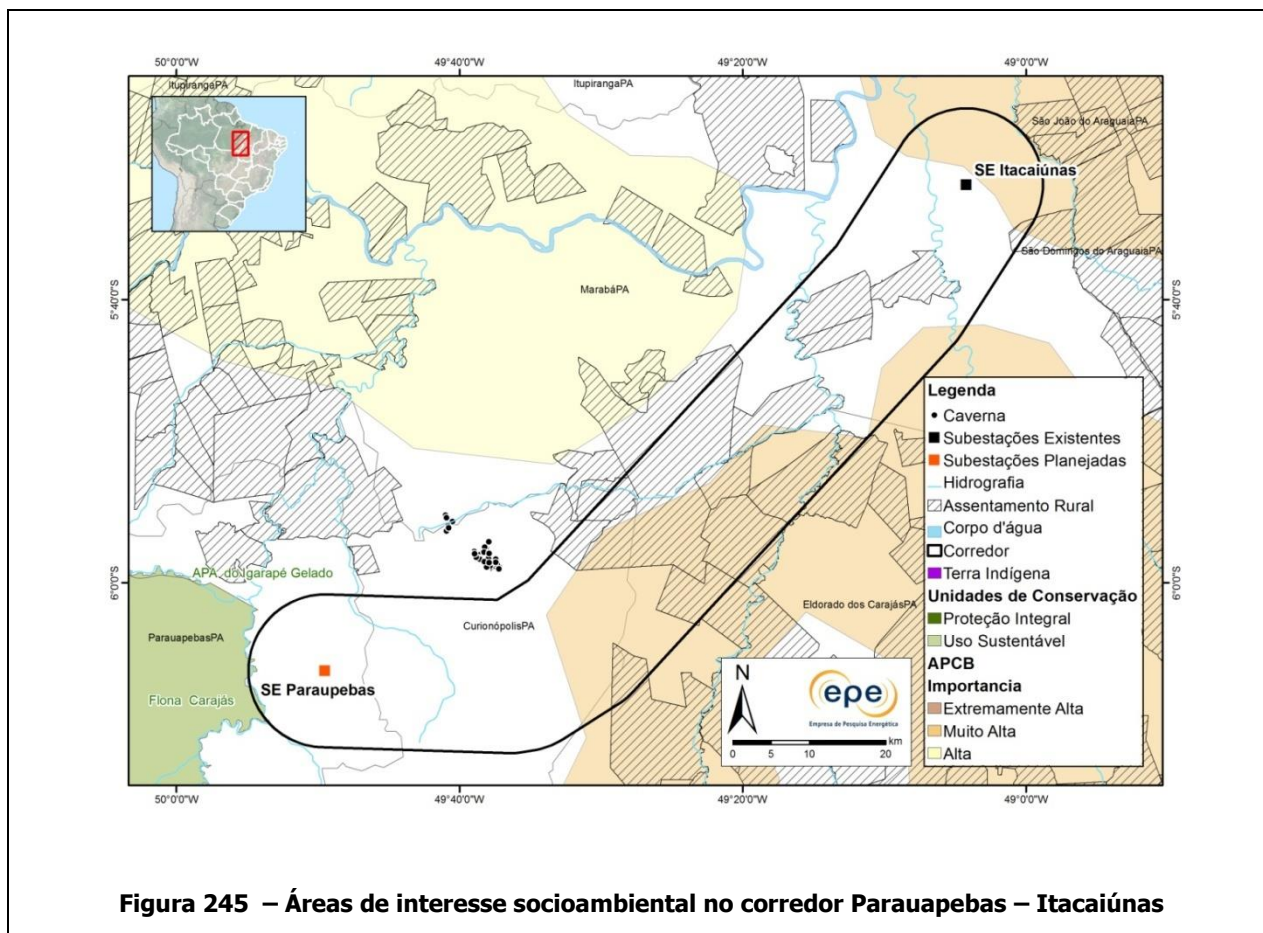 50°0'0"W
49°40'0"W
49°20'0"W
49°0'0"W
ItupirangaPA
ItupirangaPA
São João do AraguaiaPA
SE Itacaiúnas
São Domingos do AraguaiaPA
5°40'0"S
5°40'0"S
MarabáPA
Legenda
Caverna
Subestações Existentes
Subestações Planejadas
Hidrografia
Assentamento Rural
Corpo d'água
Corredor
Terra Indígena
Unidades de Conservação
Proteção Integral
Uso Sustentável
APCB
Importancia
Extremamente Alta
Muito Alta
Alta
APA do Igarapé Gelado
6°0'0"S
6°0'0"S
Eldorado dos CarajásPA
CurionópolisPA
ParauapebasPA
SE Paraupebas
Flona Carajás
N
epe
Empresa de Pesquisa Energética
km
0 5 10 20
50°0'0"W
49°40'0"W
49°20'0"W
49°0'0"W
Figura 245 – Áreas de interesse socioambiental no corredor Parauapebas – Itacaiúnas